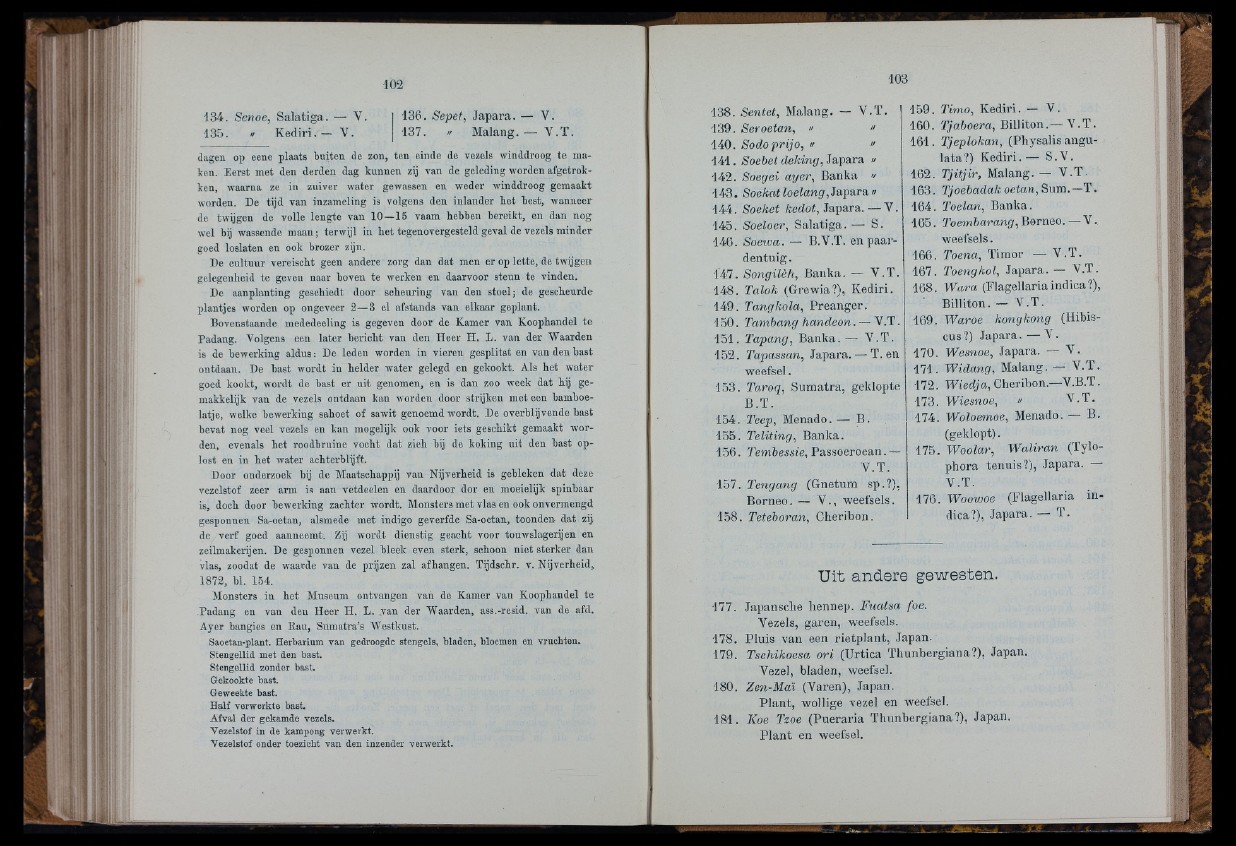 102
134. Senoe, Salatiga. — V.
135. " Kediri. — V.
136. Sepet, Japara. — V.
137. " Malang. — V.T.
dagen op eene plaats buiten de zon, ten einde de vezels winddroog te ma-
ken. Eerst met den derden dag kunnen zij van de geleding worden afgetrok-
ken, waarna ze in zuiver water gewassen en weder winddroog gemaakt
worden. De tijd van inzameling is volgens den inlander het best, wanneer
de twijgen de volle lengte van 10—15 vaam hebben bereikt, en dan nog
wel bij wassende maan; terwijl in het tegenovergesteld geval de vezels minder
goed loslaten en ook brozer zijn.
De cultuur vereischt geen andere zorg dan dat men er op lette, de twijgen
gelegenheid te geven naar boven te werken en daarvoor steun te vinden.
De aanplanting geschiedt door scheuring van den stoel; de gescheurde
plantjes worden op ongeveer 2—3 el afstands van elkaar geplant.
Bovenstaande mededeeling is gegeven door de Kamer van Koophandel te
Padang. Volgens een later bericht van den Heer H. L. van der Waarden
is de bewerking aldus: De leden worden in vieren gesplitst en van den bast
ontdaan. De bast wordt in helder water gelegd en gekookt. Als het water
goed kookt, wordt de bast er uit genomen, en is dan zoo week dat hij ge-
makkelijk van de vezels ontdaan kan worden door strijken met een bamboe-
latje, welke bewerking sahoet of sawit genoemd wordt. De overblijvende bast
bevat nog veel vezels en kan mogelijk ook voor iets geschikt gemaakt wor-
den, evenals het roodbruine vocht dat zich bij de koking uit den bast op-
lost en in het water achterblijft.
Door onderzoek bij de Maatschappij van Nijverheid is gebleken dat deze
vezelstof zeer arm is aan vetdeelen en daardoor dor en moeielijk spinbaar
is, doch door bewerking zachter wordt. Monsters met vlas en ook onvermengd
gesponnen Sa-oetan, alsmede met indigo geverfde Sa-oetan, toonden dat zij
de verf goed aanneemt. Zij wordt dienstig geacht voor touwslagerijen en
zeilmakerijen. De gesponnen vezel bleek even sterk, schoon niet sterker dan
vlas, zoodat de waarde van de prijzen zal afhangen. Tijdschr. v. Nijverheid,
1872, bl. 154.
Monsters in het Museum ontvangen van de Kamer van Koophandel te
Padang en van den Heer H. L. van der Waarden, ass.-resid. van de afd.
Ayer bangies en Rau, Sumatra's Westkust.
Saoetan-plant. Herbarium van gedroogde stengels, bladen, bloemen en vruchten.
Stengellid met den bast.
Stengellid zonder bast.
Gekookte bast.
Geweekte bast.
Half verwerkte bast.
Afval der gekamde vezels.
Vezelstof in de kampong verwerkt.
Vezelstof onder toezicht van den inzender verwerkt.
103
138. Sentet, Malang. — V.T.
139. Seroetan, " "
140. Sodo prijo, " "
141. Soebel deking, Japara "
142. Soegei ayer, Banka "
143. Soekat loelang, Japara "
144. Soeket kedot, Japara. — V.
145. Soeloer, Salatiga. — S.
146. Soewa. — B.V.T. en paar-
dentuig.
147. Songilèh, Banka. — V.T.
148. Talok (Grewia?), Kediri.
149. Tangkola, Preanger.
150. Tambang handeon. — V.T.
151. Tapang, Banka. — V.T.
152. Tapassan, Japara. — T. en
weefsel.
153. Taroq, Sumatra, geklopte
B.T.
154. Teep, Menado. — B.
155. Teliting, Banka.
156. Tembessie, Passoeroean. —
V.T.
157. Tengang (Gnetum sp.?),
Borneo. — V., weefsels.
158. Teteboran, Cheribon.
159. Timo, Kediri. — V.
160. Tjaboera, Billiton. — V.T.
161. Tjeplokan, (Physalis angu-
lata?) Kediri. — S.V.
162. Tjitjir, Malang. — V.T.
163. Tjoebadak oetan, Sum. — T.
164. Toelan, Banka.
165. Toembarang, Borneo. — V.
weefsels.
166. Toena, Timor — V.T.
167. Toengkol, Japara. — V.T.
168. Wara (Flagellaria indica?),
Billiton. — V.T.
169. Waroe kongkong (Hibis-
cus?) Japara. — V.
170. Wesnoe, Japara. — V.
171. Widang, Malang. — V.T.
172. Wiedja, Cheribon. — V.B.T.
173. Wiesnoe, " V.T.
174. Woloemoe, Menado. — B.
(geklopt).
175. Woolar, Waliran (Tylo-
phora tenuis?), Japara. —
V.T.
176. Woowoe (Flagellaria in-
dica?), Japara. — T.
Uit andere gewesten.
177. Japansche hennep. Fuatsa foe.
Vezels, garen, weefsels.
178. Pluis van een rietplant, Japan.
179. Tschikoesa ori (Urtica Thunbergiana?), Japan.
Vezel, bladen, weefsel.
180. Zen-Maï (Varen), Japan.
Plant, wollige vezel en weefsel.
181. Koe Tzoe (Pueraria Thunbergiana?), Japan.
Plant en weefsel.